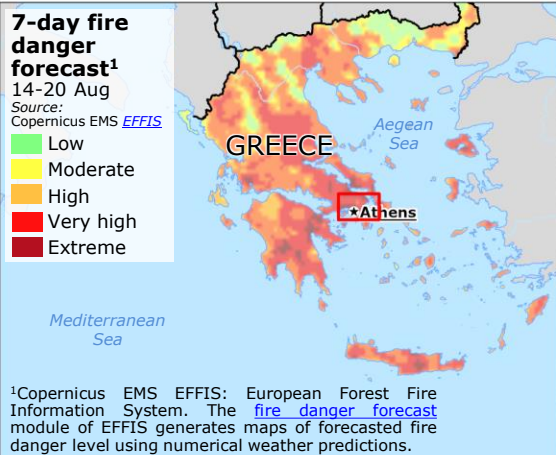 7-day fire
danger
forecast¹
14-20 Aug
Source:
Copernicus EMS EFFIS
Low
Moderate
High
Very high
Extreme
GREECE
Aegean
Sea
★Athens
Mediterranean
Sea
¹Copernicus EMS EFFIS: European Forest Fire
Information System. The fire danger forecast
module of EFFIS generates maps of forecasted fire
danger level using numerical weather predictions.